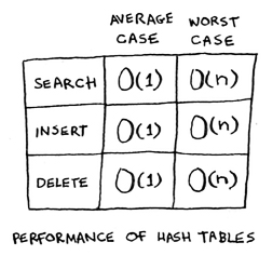 AVERAGE CASE WORST CASE
SEARCH O(1) O(n)
INSERT O(1) O(n)
DELETE O(1) O(n)
PERFORMANCE OF HASH TABLES